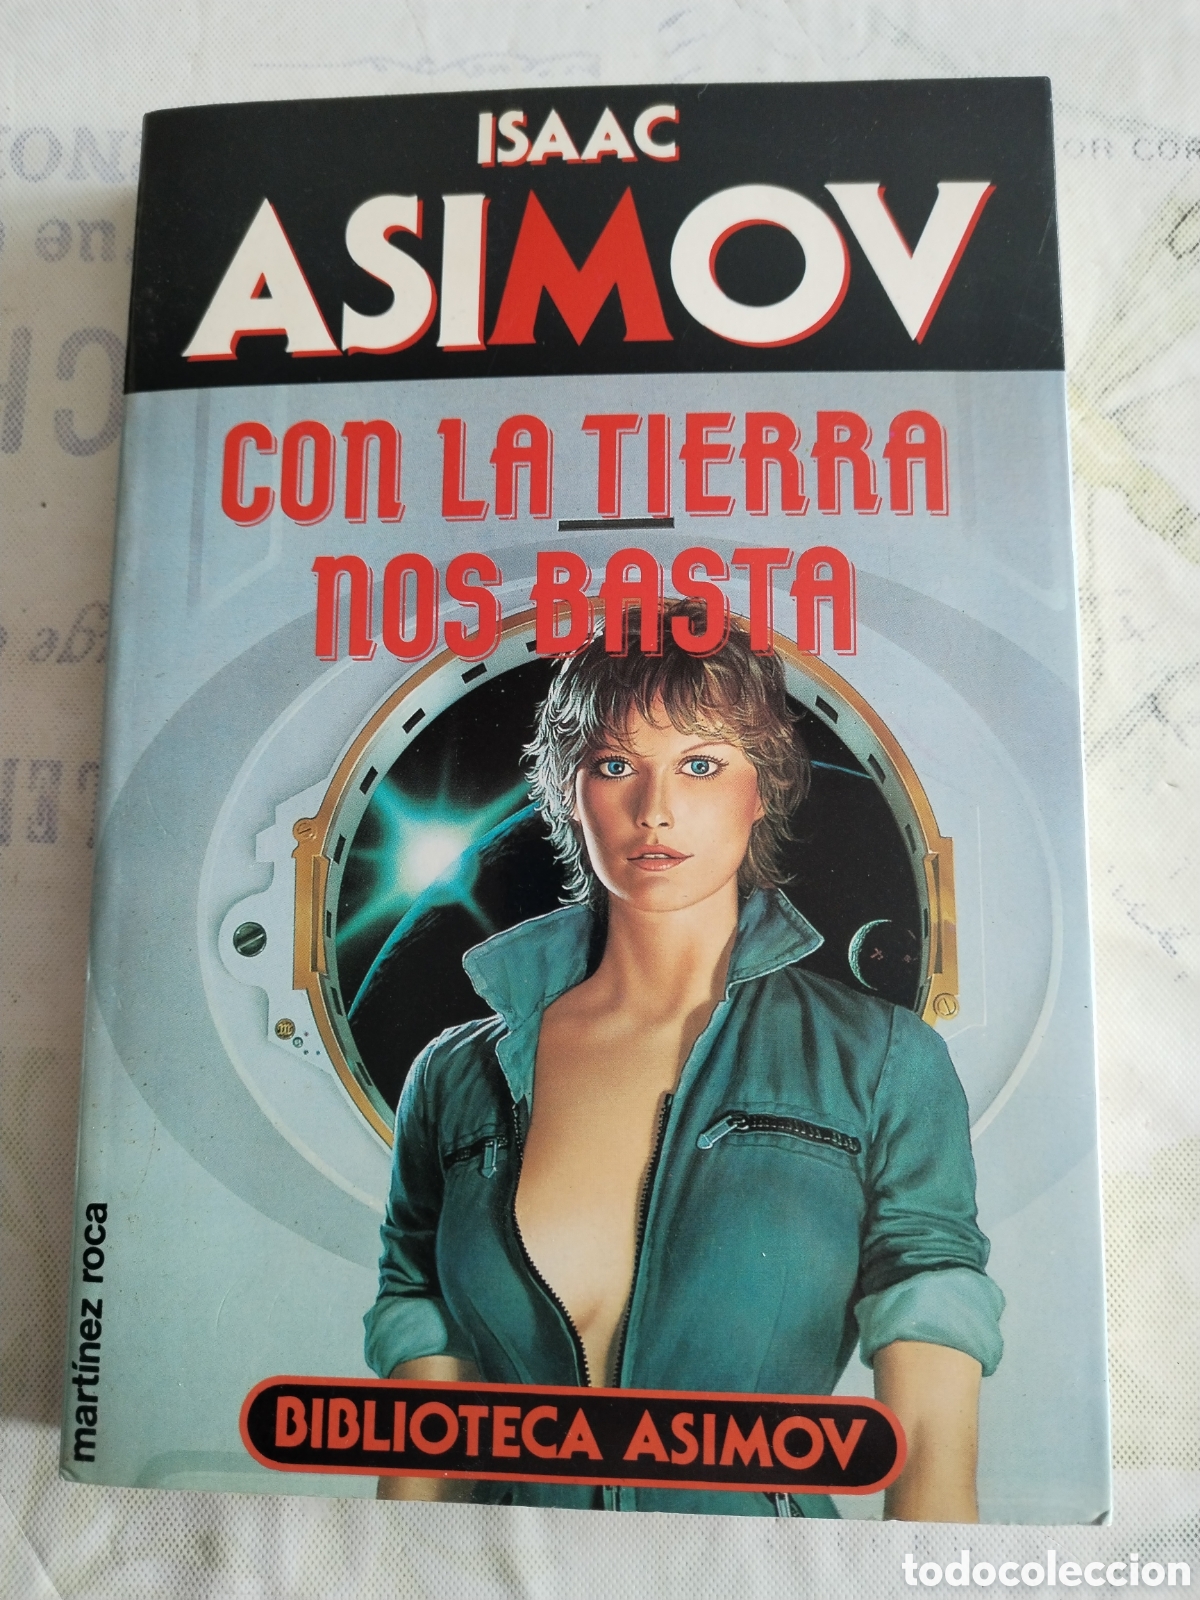 ISAAC
ASIMOV
CON LA TIERRA
NOS BASTA
martínez roca
BIBLIOTECA ASIMOV
todocoleccion